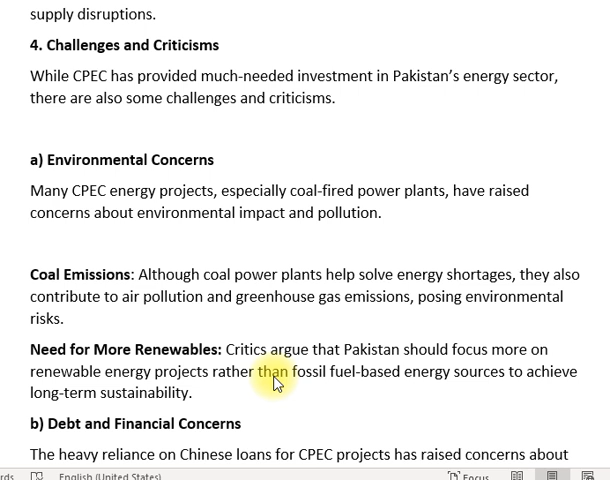 supply disruptions.
4. Challenges and Criticisms
While CPEC has provided much-needed investment in Pakistan’s energy sector,
there are also some challenges and criticisms.
a) Environmental Concerns
Many CPEC energy projects, especially coal-fired power plants, have raised
concerns about environmental impact and pollution.
Coal Emissions: Although coal power plants help solve energy shortages, they also
contribute to air pollution and greenhouse gas emissions, posing environmental
risks.
Need for More Renewables: Critics argue that Pakistan should focus more on
renewable energy projects rather than fossil fuel-based energy sources to achieve
long-term sustainability.
b) Debt and Financial Concerns
The heavy reliance on Chinese loans for CPEC projects has raised concerns about
rds English (United States) Focus